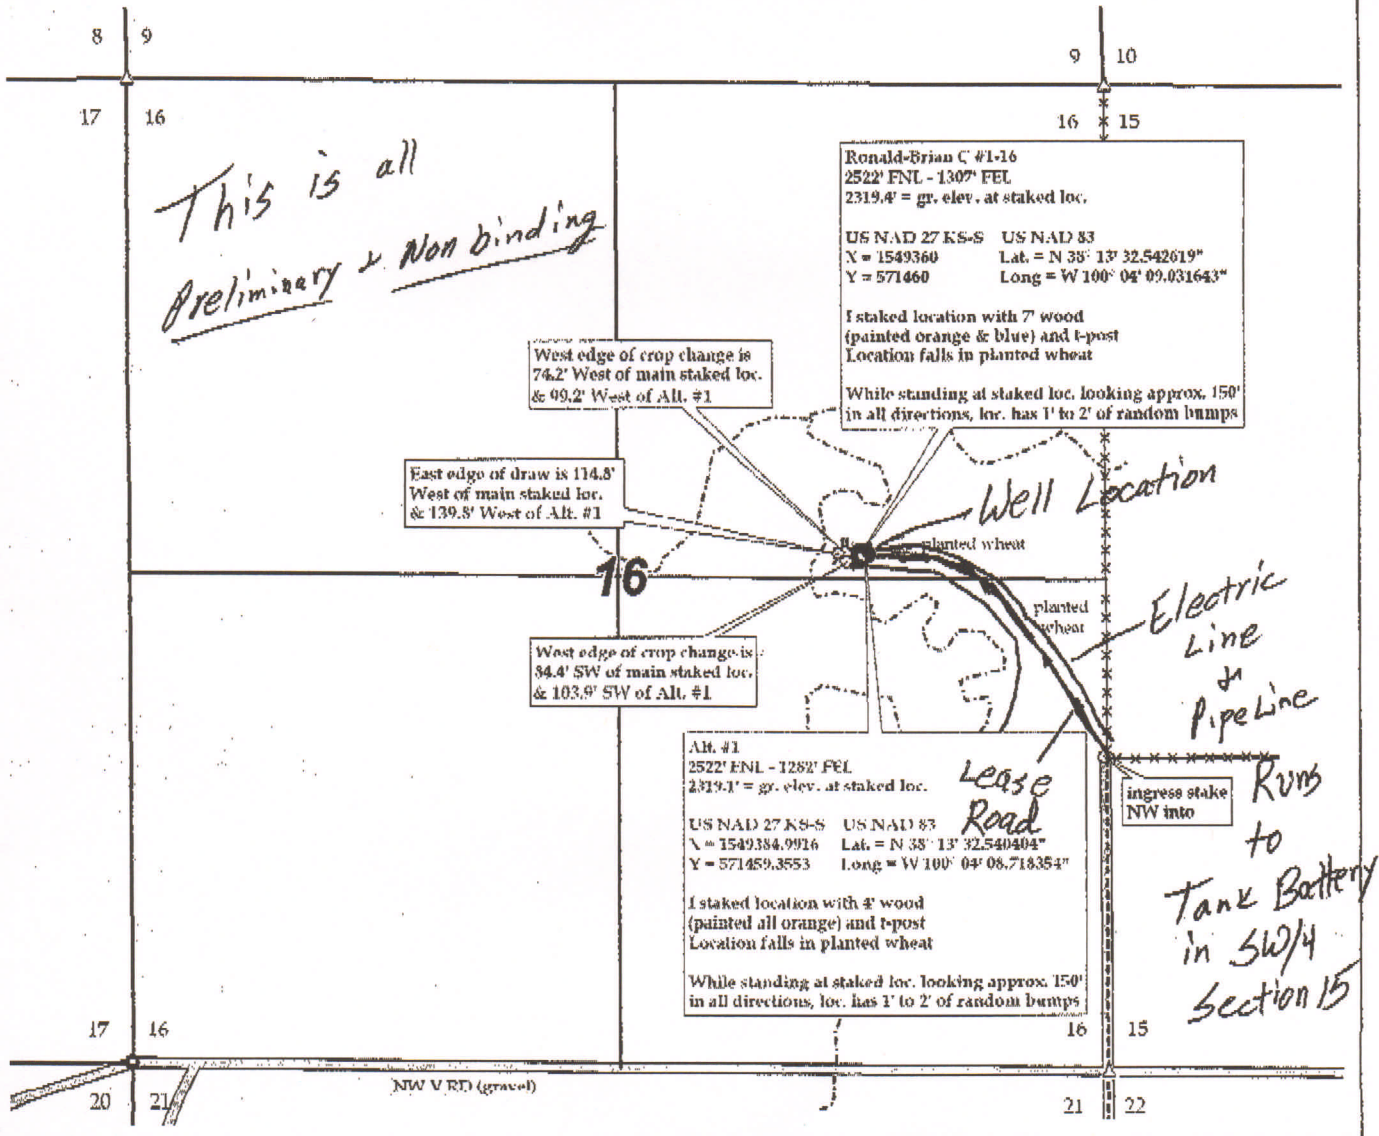 8 9
9 10
17 16
16 15
This is all
Preliminary & Non binding
Ronald-Brian C #1-16
2522' FNL - 1307' FEL
2319.4' = gr. elev. at staked loc.
US NAD 27 KS-S US NAD 83
X = 1549360 Lat. = N 38° 13' 32.542619"
Y = 571460 Long = W 100° 04' 09.031643"
I staked location with 7' wood
(painted orange & blue) and t-post
Location falls in planted wheat
While standing at staked loc. looking approx. 150'
in all directions, loc. has 1' to 2' of random bumps
West edge of crop change is
74.2' West of main staked loc.
& 99.2' West of Alt. #1
East edge of draw is 114.8'
West of main staked loc.
& 139.8' West of Alt. #1
Well Location
planted wheat
16
planted
wheat
Electric
Line
&
PipeLine
West edge of crop change is
84.4' SW of main staked loc.
& 103.9' SW of Alt. #1
Alt. #1
2522' FNL - 1282' FEL
2319.1' = gr. elev. at staked loc.
US NAD 27 KS-S US NAD 83
X = 1549384.9916 Lat. = N 38° 13' 32.540404"
Y = 571459.3553 Long = W 100° 04' 08.718354"
I staked location with 4' wood
(painted all orange) and t-post
Location falls in planted wheat
While standing at staked loc. looking approx. 150'
in all directions, loc. has 1' to 2' of random bumps
Lease
Road
ingress stake
NW into
Runs
to
Tank Battery
in SW/4
Section 15
17 16
16 15
NW V RD (gravel)
20 21
21 22